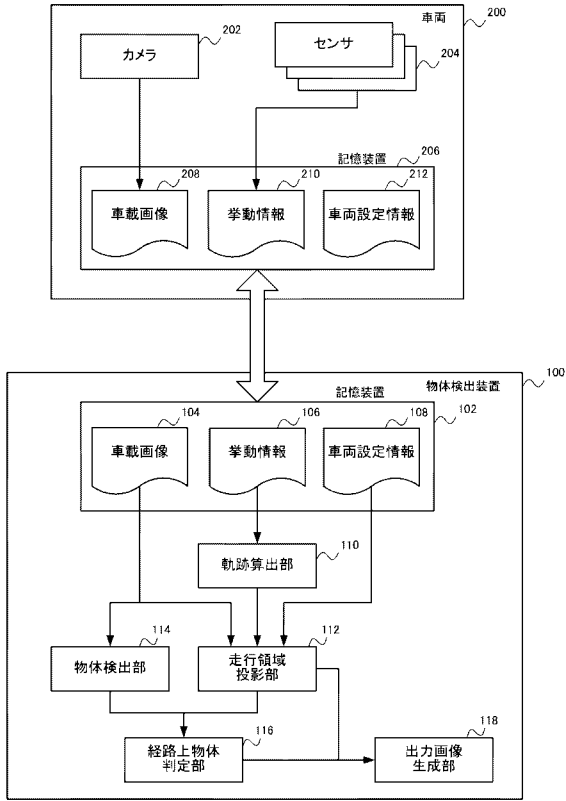 車両
200
カメラ
202
センサ
204
記憶装置
206
車載画像
208
挙動情報
210
車両設定情報
212
物体検出装置
100
記憶装置
102
車載画像
104
挙動情報
106
車両設定情報
108
軌跡算出部
110
物体検出部
114
走行領域
投影部
112
経路上物体
判定部
116
出力画像
生成部
118